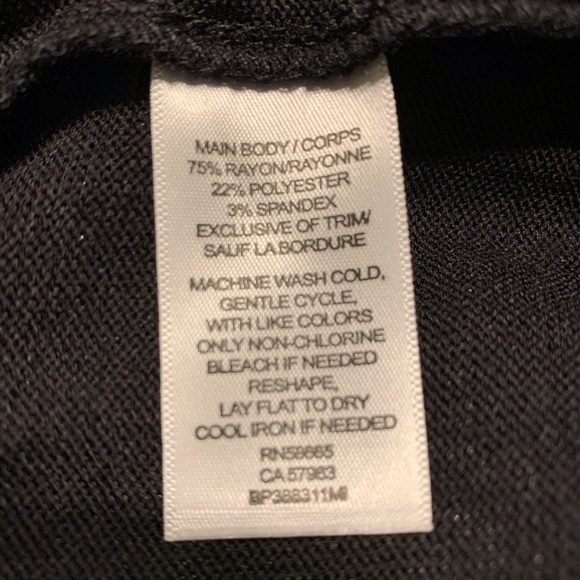 MAIN BODY / CORPS
75% RAYON/RAYONNE
22% POLYESTER
3% SPANDEX
EXCLUSIVE OF TRIM/
SAUF LA BORDURE
MACHINE WASH COLD,
GENTLE CYCLE,
WITH LIKE COLORS
ONLY NON-CHLORINE
BLEACH IF NEEDED
RESHAPE,
LAY FLAT TO DRY
COOL IRON IF NEEDED
RN58665
CA 57983
BP388311MI